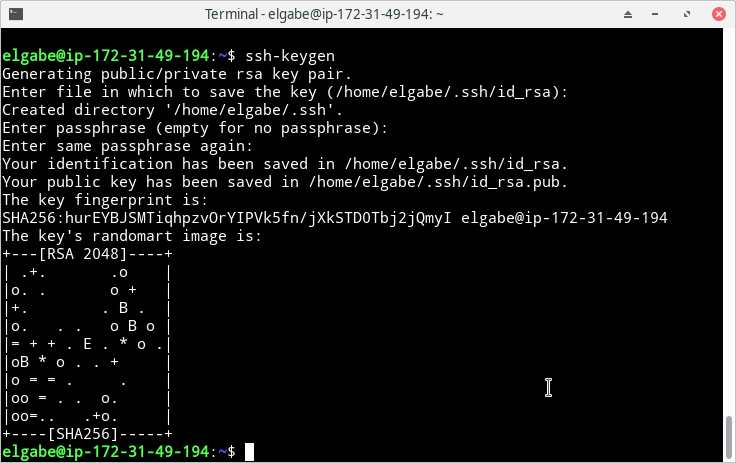 Terminal - elgabe@ip-172-31-49-194: ~
elgabe@ip-172-31-49-194:~$ ssh-keygen
Generating public/private rsa key pair.
Enter file in which to save the key (/home/elgabe/.ssh/id_rsa):
Created directory '/home/elgabe/.ssh'.
Enter passphrase (empty for no passphrase):
Enter same passphrase again:
Your identification has been saved in /home/elgabe/.ssh/id_rsa.
Your public key has been saved in /home/elgabe/.ssh/id_rsa.pub.
The key fingerprint is:
SHA256:hurEYBJSMTiqhpzvOrYIPVk5fn/jXkSTD0Tbj2jQmyI elgabe@ip-172-31-49-194
The key's randomart image is:
+---[RSA 2048]----+
| .+.       .o    |
|o. .       o +   |
|+.        . B .  |
|o.   . .   o B o |
|= + + . E . * o .|
|oB * o . . +     |
|o = = .     .    |
|oo = . .  o.     |
|oo=..   .+o.     |
+----[SHA256]-----+
elgabe@ip-172-31-49-194:~$